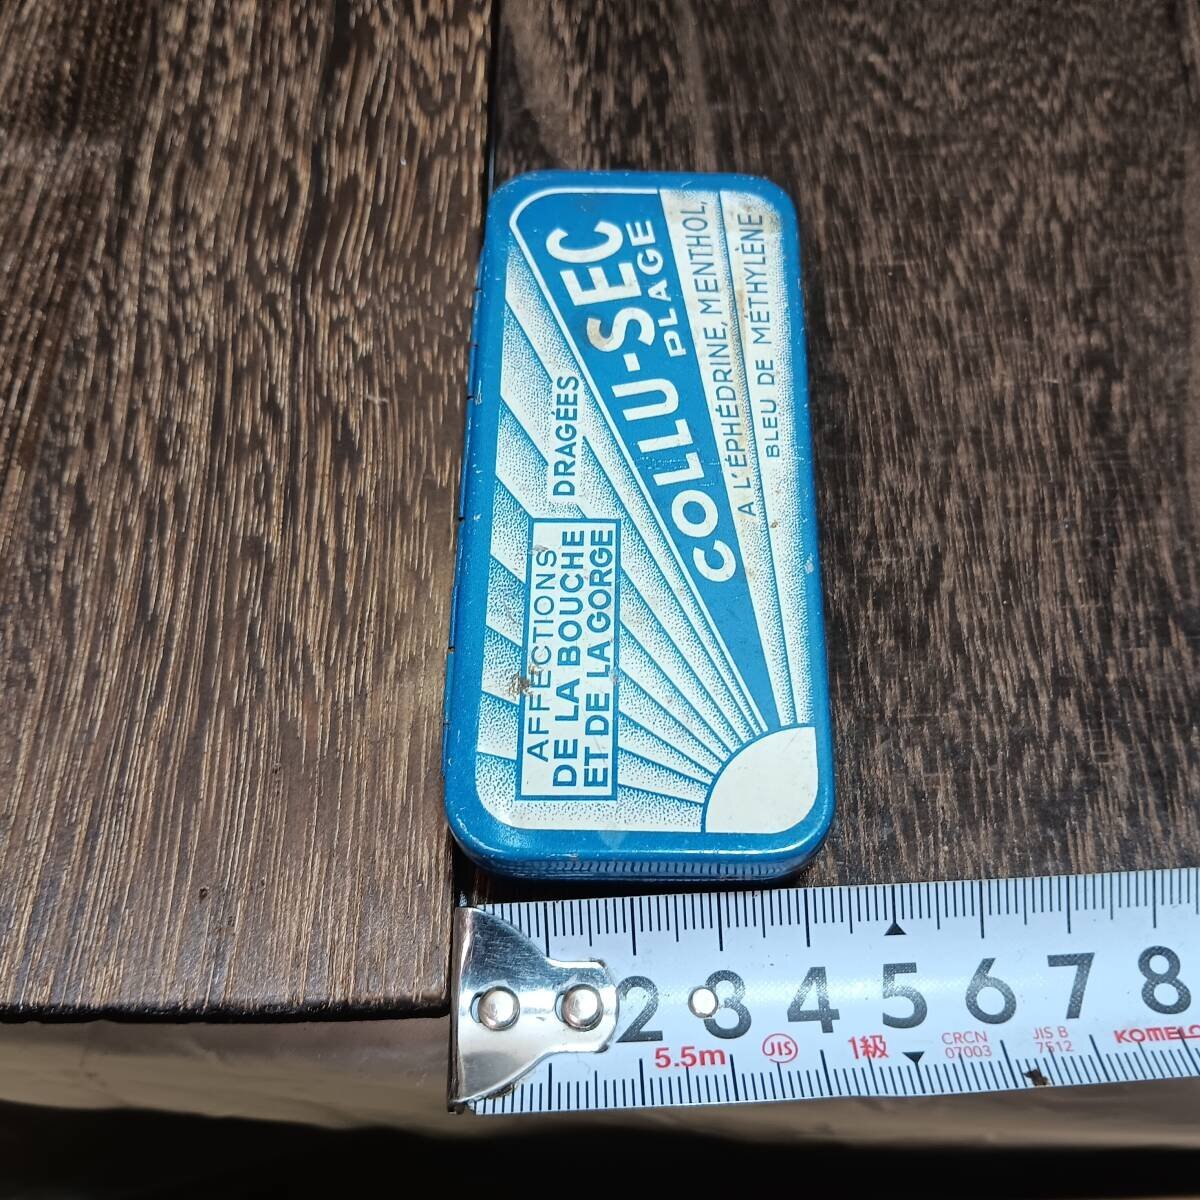 COLLU-SEC
PLAGE
A L'ÉPHÉDRINE, MENTHOL,
BLEU DE MÉTHYLÈNE
DRAGÉES
AFFECTIONS
DE LA BOUCHE
ET DE LA GORGE
2 3 4 5 6 7 8
5.5m JIS 1級 CRCN 07003 JIS B 7512